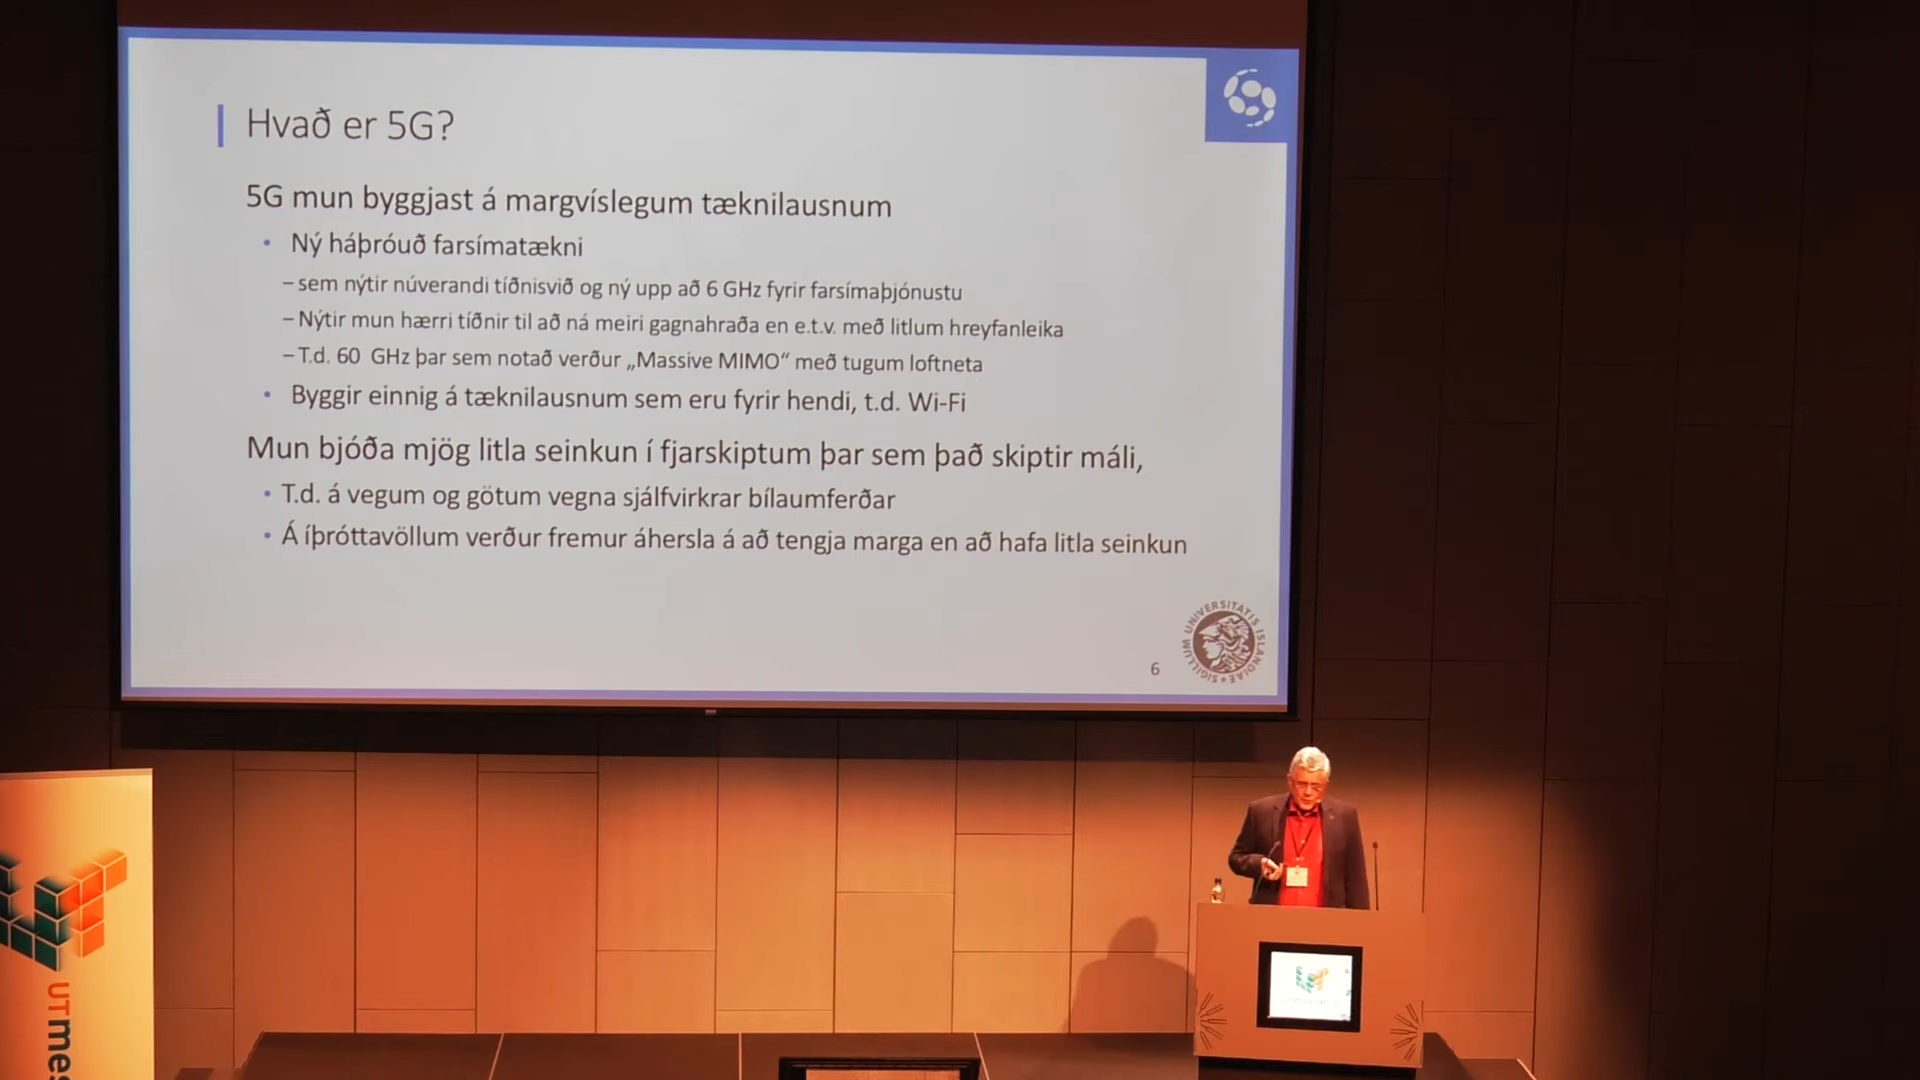 Hvað er 5G?
5G mun byggjast á margvíslegum tæknilausnum
• Ný háþróuð farsímatækni
– sem nýtir núverandi tíðnisvið og ný upp að 6 GHz fyrir farsímaþjónustu
– Nýtir mun hærri tíðnir til að ná meiri gagnahraða en e.t.v. með litlum hreyfanleika
– T.d. 60 GHz þar sem notað verður „Massive MIMO“ með tugum loftneta
• Byggir einnig á tæknilausnum sem eru fyrir hendi, t.d. Wi-Fi
Mun bjóða mjög litla seinkun í fjarskiptum þar sem það skiptir máli,
• T.d. á vegum og götum vegna sjálfvirkrar bílaumferðar
• Á íþróttavöllum verður fremur áhersla á að tengja marga en að hafa litla seinkun
SIGILLUM UNIVERSITATIS ISLANDIAE
6
UTmes